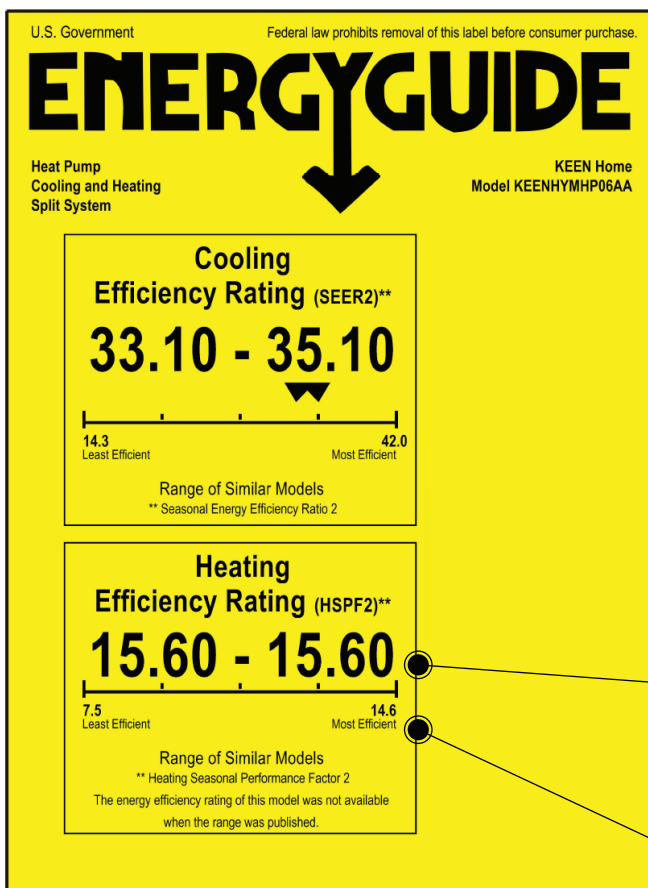 U.S. Government Federal law prohibits removal of this label before consumer purchase.
ENERGYGUIDE
Heat Pump
Cooling and Heating
Split System
KEEN Home
Model KEENHYMHP06AA
Cooling
Efficiency Rating (SEER2)**
33.10 - 35.10
14.3 42.0
Least Efficient Most Efficient
Range of Similar Models
** Seasonal Energy Efficiency Ratio 2
Heating
Efficiency Rating (HSPF2)**
15.60 - 15.60
7.5 14.6
Least Efficient Most Efficient
Range of Similar Models
** Heating Seasonal Performance Factor 2
The energy efficiency rating of this model was not available
when the range was published.